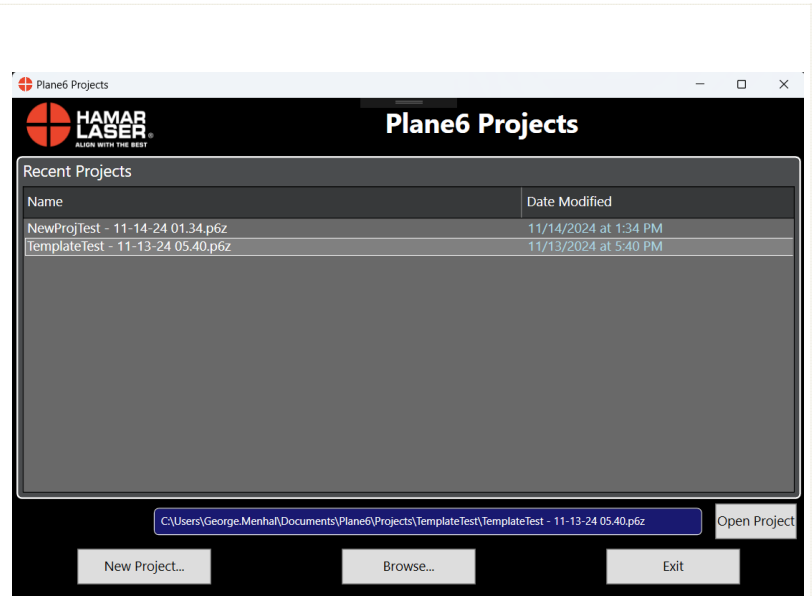 Plane6 Projects
HAMAR
LASER®
ALIGN WITH THE BEST
Plane6 Projects
Recent Projects
Name Date Modified
NewProjTest - 11-14-24 01.34.p6z 11/14/2024 at 1:34 PM
TemplateTest - 11-13-24 05.40.p6z 11/13/2024 at 5:40 PM
C:\Users\George.Menhal\Documents\Plane6\Projects\TemplateTest\TemplateTest - 11-13-24 05.40.p6z Open Project
New Project... Browse... Exit